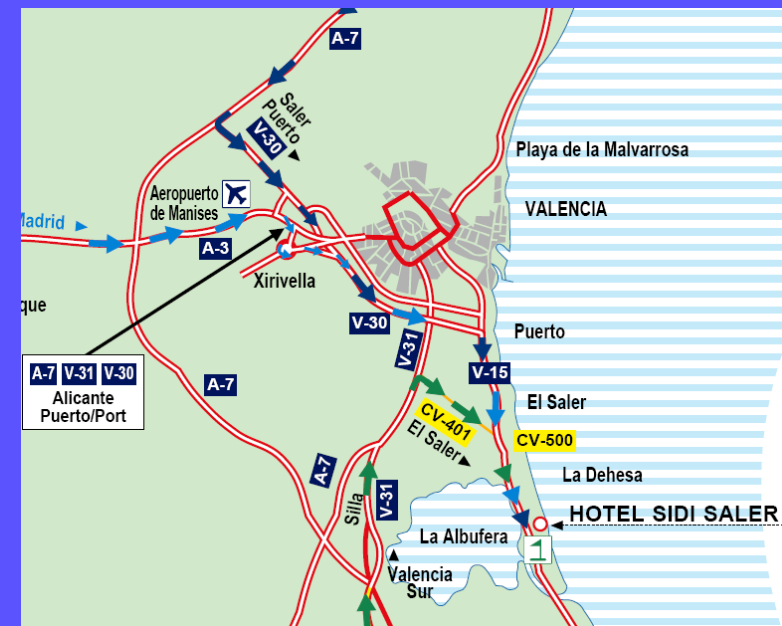 A-7
Saler
Puerto
V-30
Playa de la Malvarrosa
Aeropuerto
de Manises
VALENCIA
Madrid
A-3
Xirivella
que
V-30
Puerto
V-31
A-7 V-31 V-30
Alicante
Puerto/Port
A-7
V-15
El Saler
CV-401
El Saler
CV-500
A-7
La Dehesa
V-31
Silla
HOTEL SIDI SALER
La Albufera
Valencia
Sur